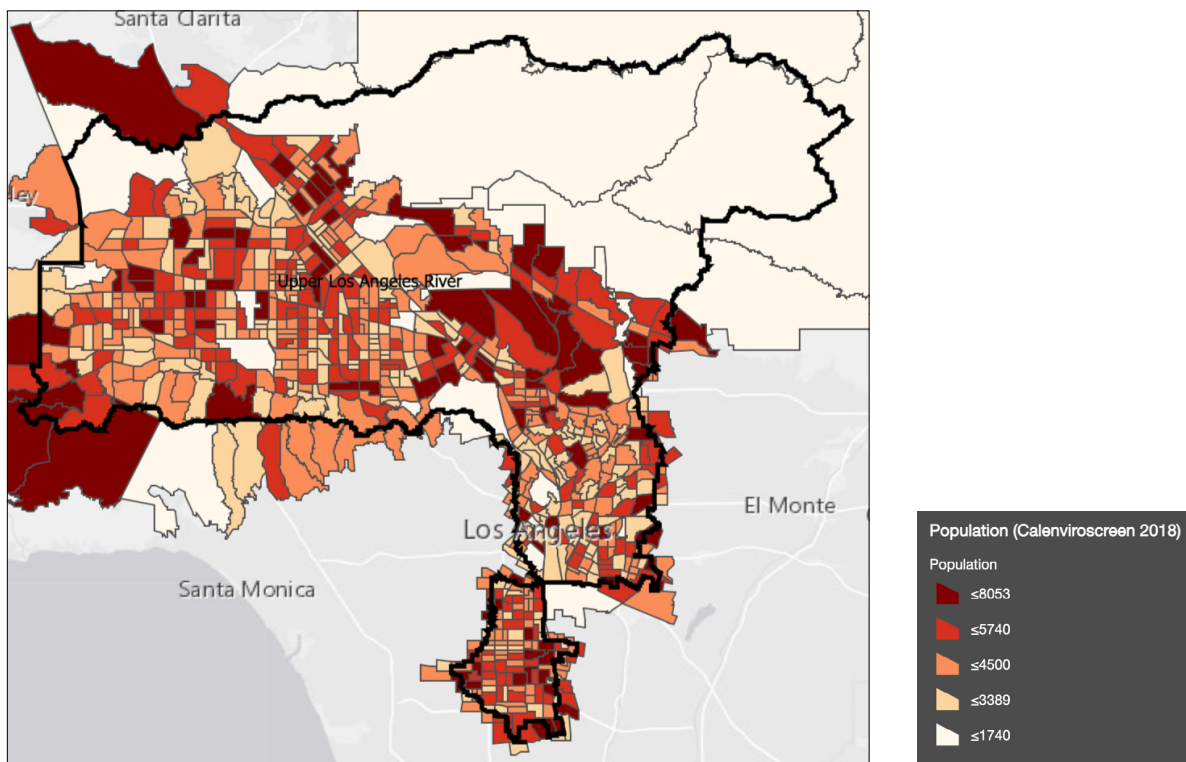 Santa Clarita
ley
Upper Los Angeles River
El Monte
Los Angeles
Santa Monica
Population (Calenviroscreen 2018)
Population
≤8053
≤5740
≤4500
≤3389
≤1740